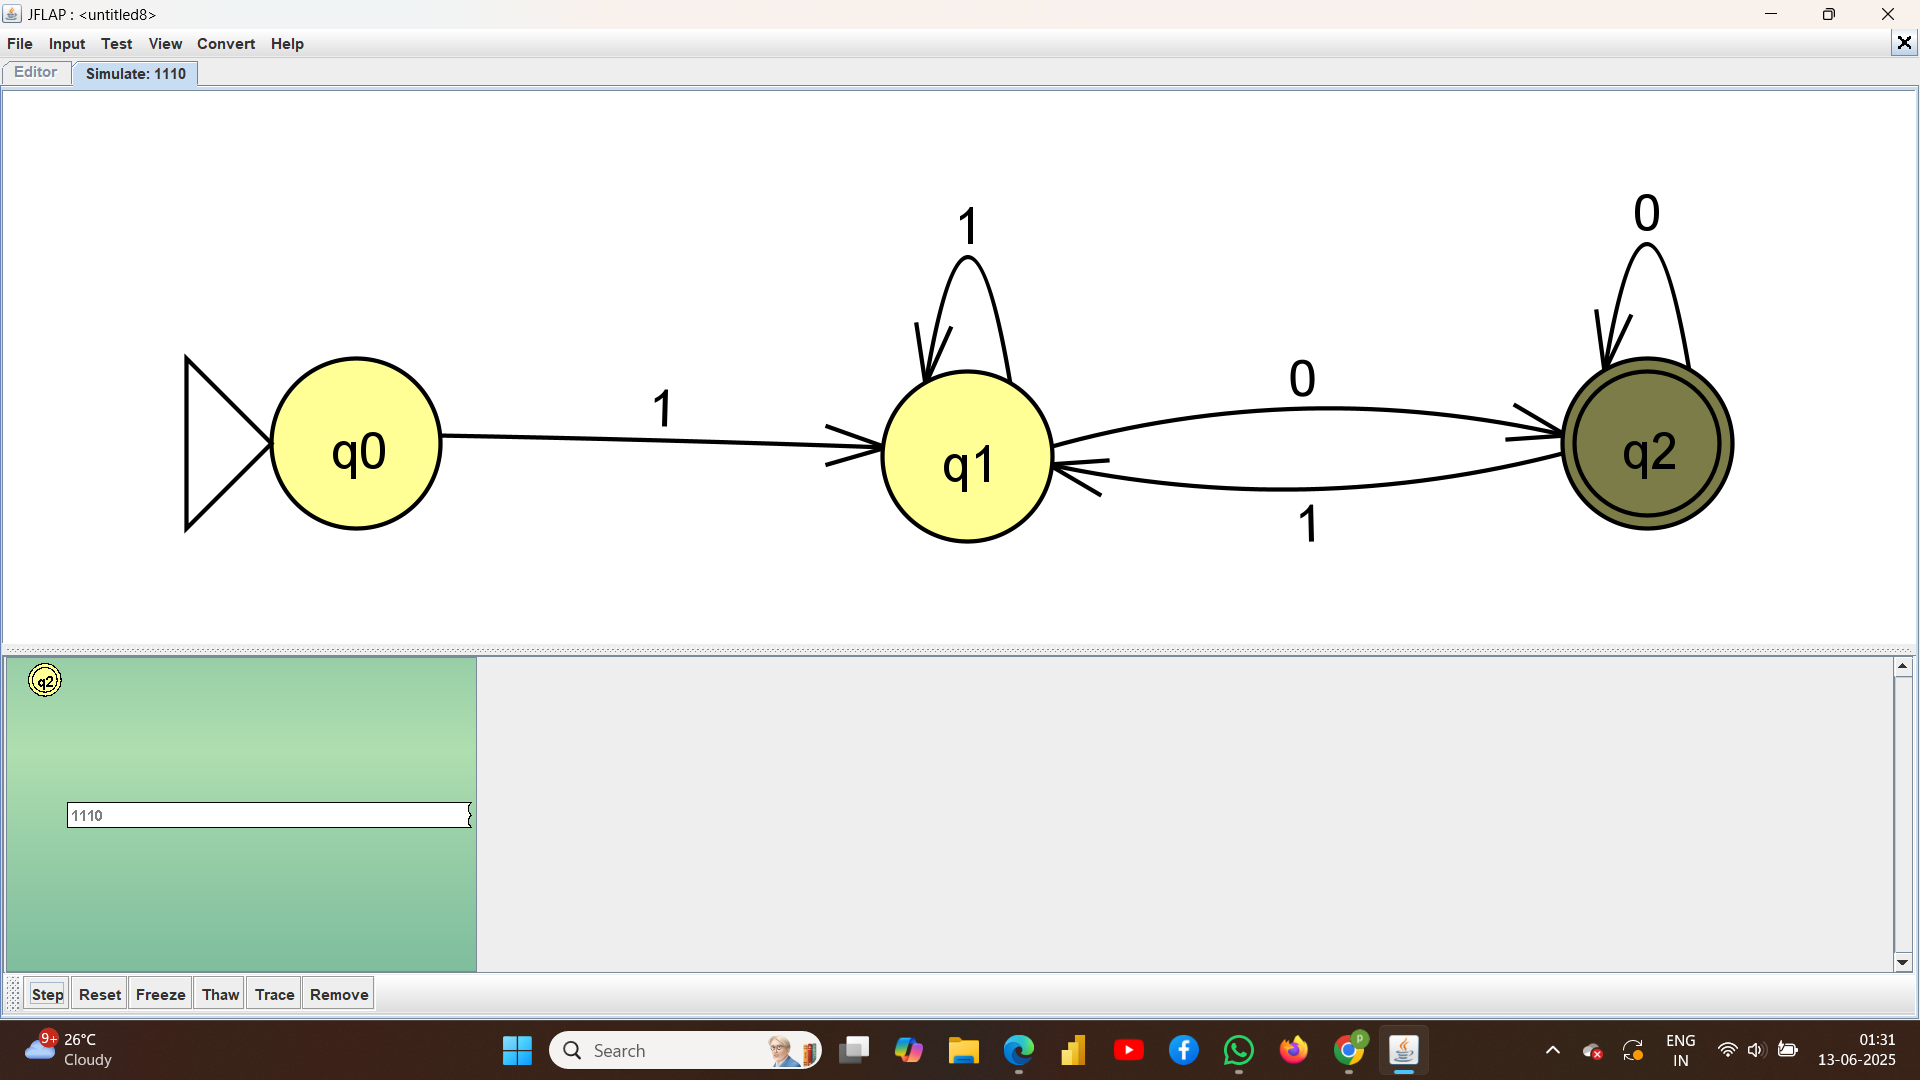 JFLAP : <untitled8>
File Input Test View Convert Help
Editor Simulate: 1110
1
0
1
0
q0
q1
q2
1
q2
1110
Step Reset Freeze Thaw Trace Remove
9+
26°C
Cloudy
Search
P
ENG
IN
01:31
13-06-2025